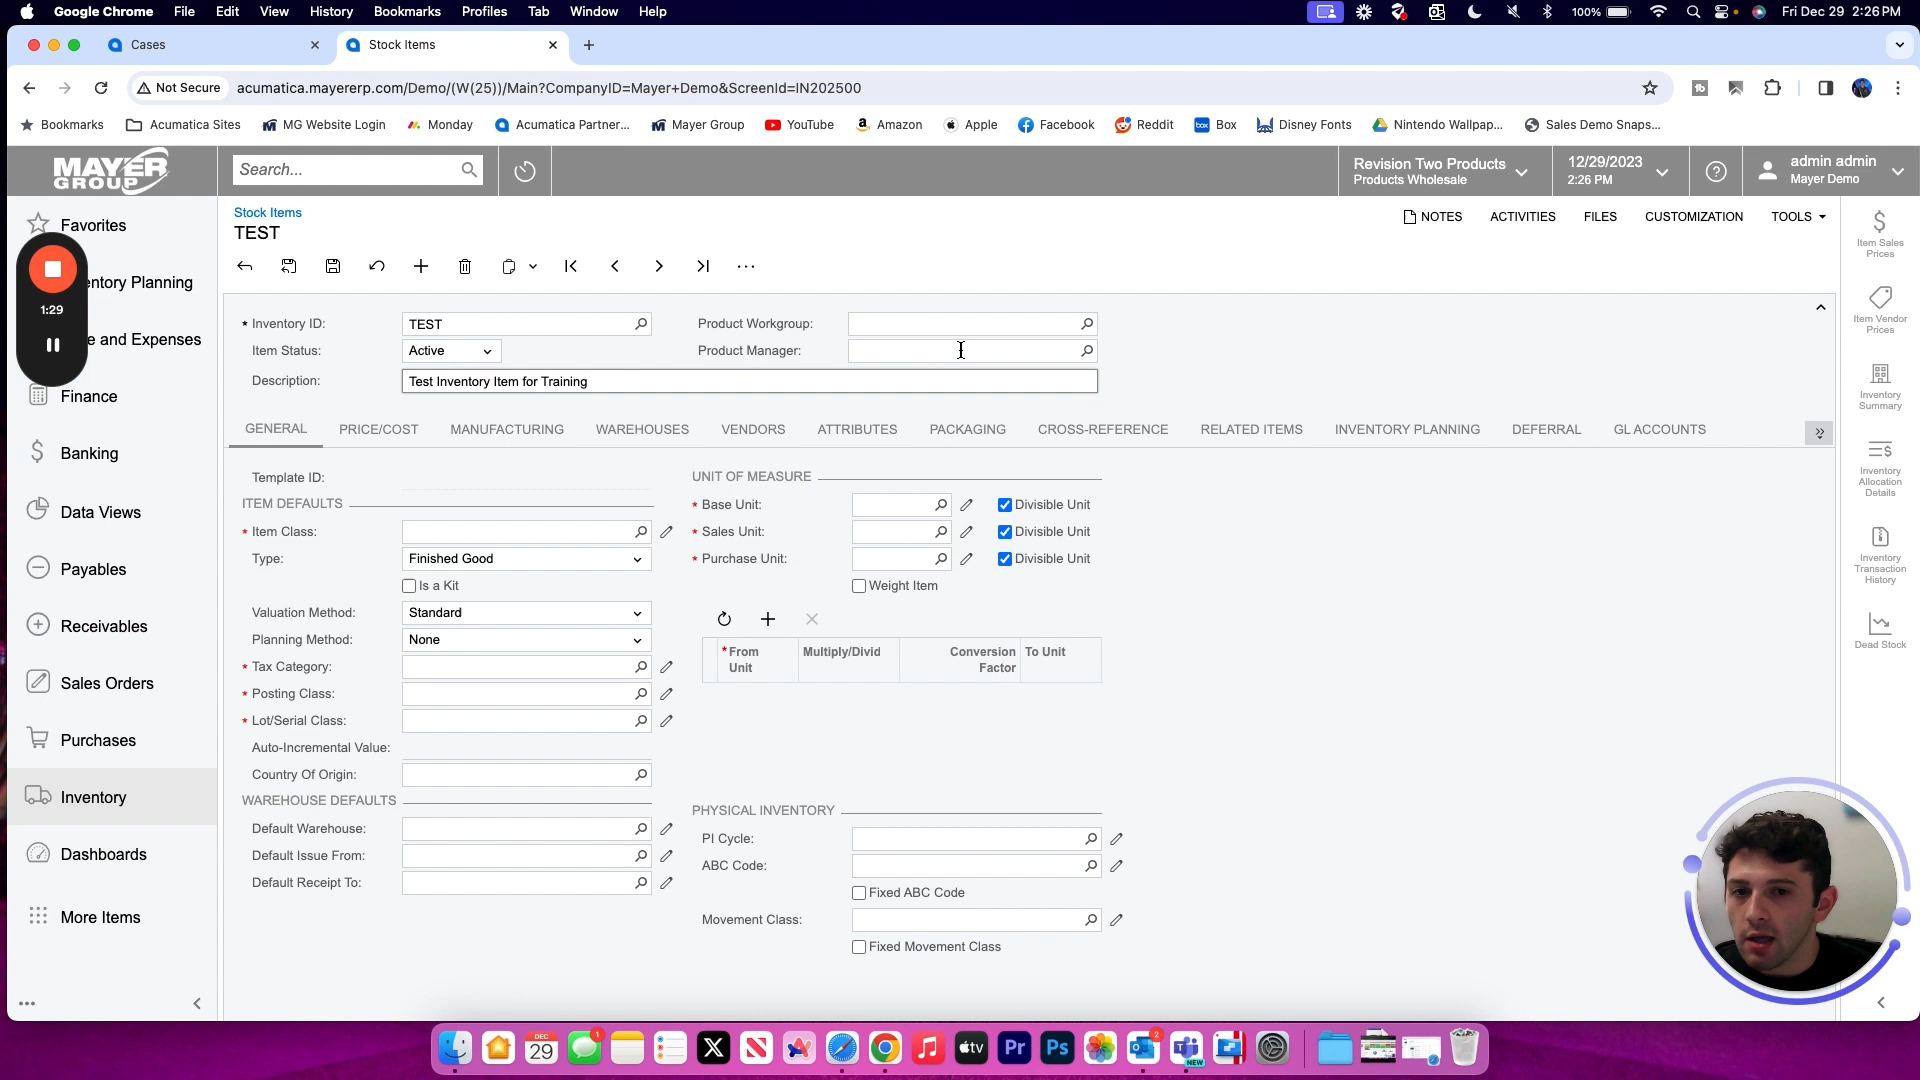 Google Chrome File Edit View History Bookmarks Profiles Tab Window Help 100% Fri Dec 29 2:26 PM
Cases Stock Items
Not Secure acumatica.mayererp.com/Demo/(W(25))/Main?CompanyID=Mayer+Demo&ScreenId=IN202500
Bookmarks Acumatica Sites MG Website Login Monday Acumatica Partner... Mayer Group YouTube Amazon Apple Facebook Reddit Box Disney Fonts Nintendo Wallpap... Sales Demo Snaps...
MAYER GROUP
Search...
Revision Two Products
Products Wholesale
12/29/2023
2:26 PM
admin admin
Mayer Demo
Favorites
entory Planning
e and Expenses
Finance
Banking
Data Views
Payables
Receivables
Sales Orders
Purchases
Inventory
Dashboards
More Items
1:29
Stock Items
TEST
NOTES ACTIVITIES FILES CUSTOMIZATION TOOLS
* Inventory ID: TEST
Item Status: Active
Description: Test Inventory Item for Training
Product Workgroup:
Product Manager:
GENERAL PRICE/COST MANUFACTURING WAREHOUSES VENDORS ATTRIBUTES PACKAGING CROSS-REFERENCE RELATED ITEMS INVENTORY PLANNING DEFERRAL GL ACCOUNTS
Template ID:
ITEM DEFAULTS
* Item Class:
Type: Finished Good
Is a Kit
Valuation Method: Standard
Planning Method: None
* Tax Category:
* Posting Class:
* Lot/Serial Class:
Auto-Incremental Value:
Country Of Origin:
WAREHOUSE DEFAULTS
Default Warehouse:
Default Issue From:
Default Receipt To:
UNIT OF MEASURE
* Base Unit: Divisible Unit
* Sales Unit: Divisible Unit
* Purchase Unit: Divisible Unit
Weight Item
* From Unit Multiply/Divid Conversion Factor To Unit
PHYSICAL INVENTORY
PI Cycle:
ABC Code:
Fixed ABC Code
Movement Class:
Fixed Movement Class
Item Sales
Prices
Item Vendor
Prices
Inventory
Summary
Inventory
Allocation
Details
Inventory
Transaction
History
Dead Stock
DEC
29
1
tv
Pr
Ps
2
NEW